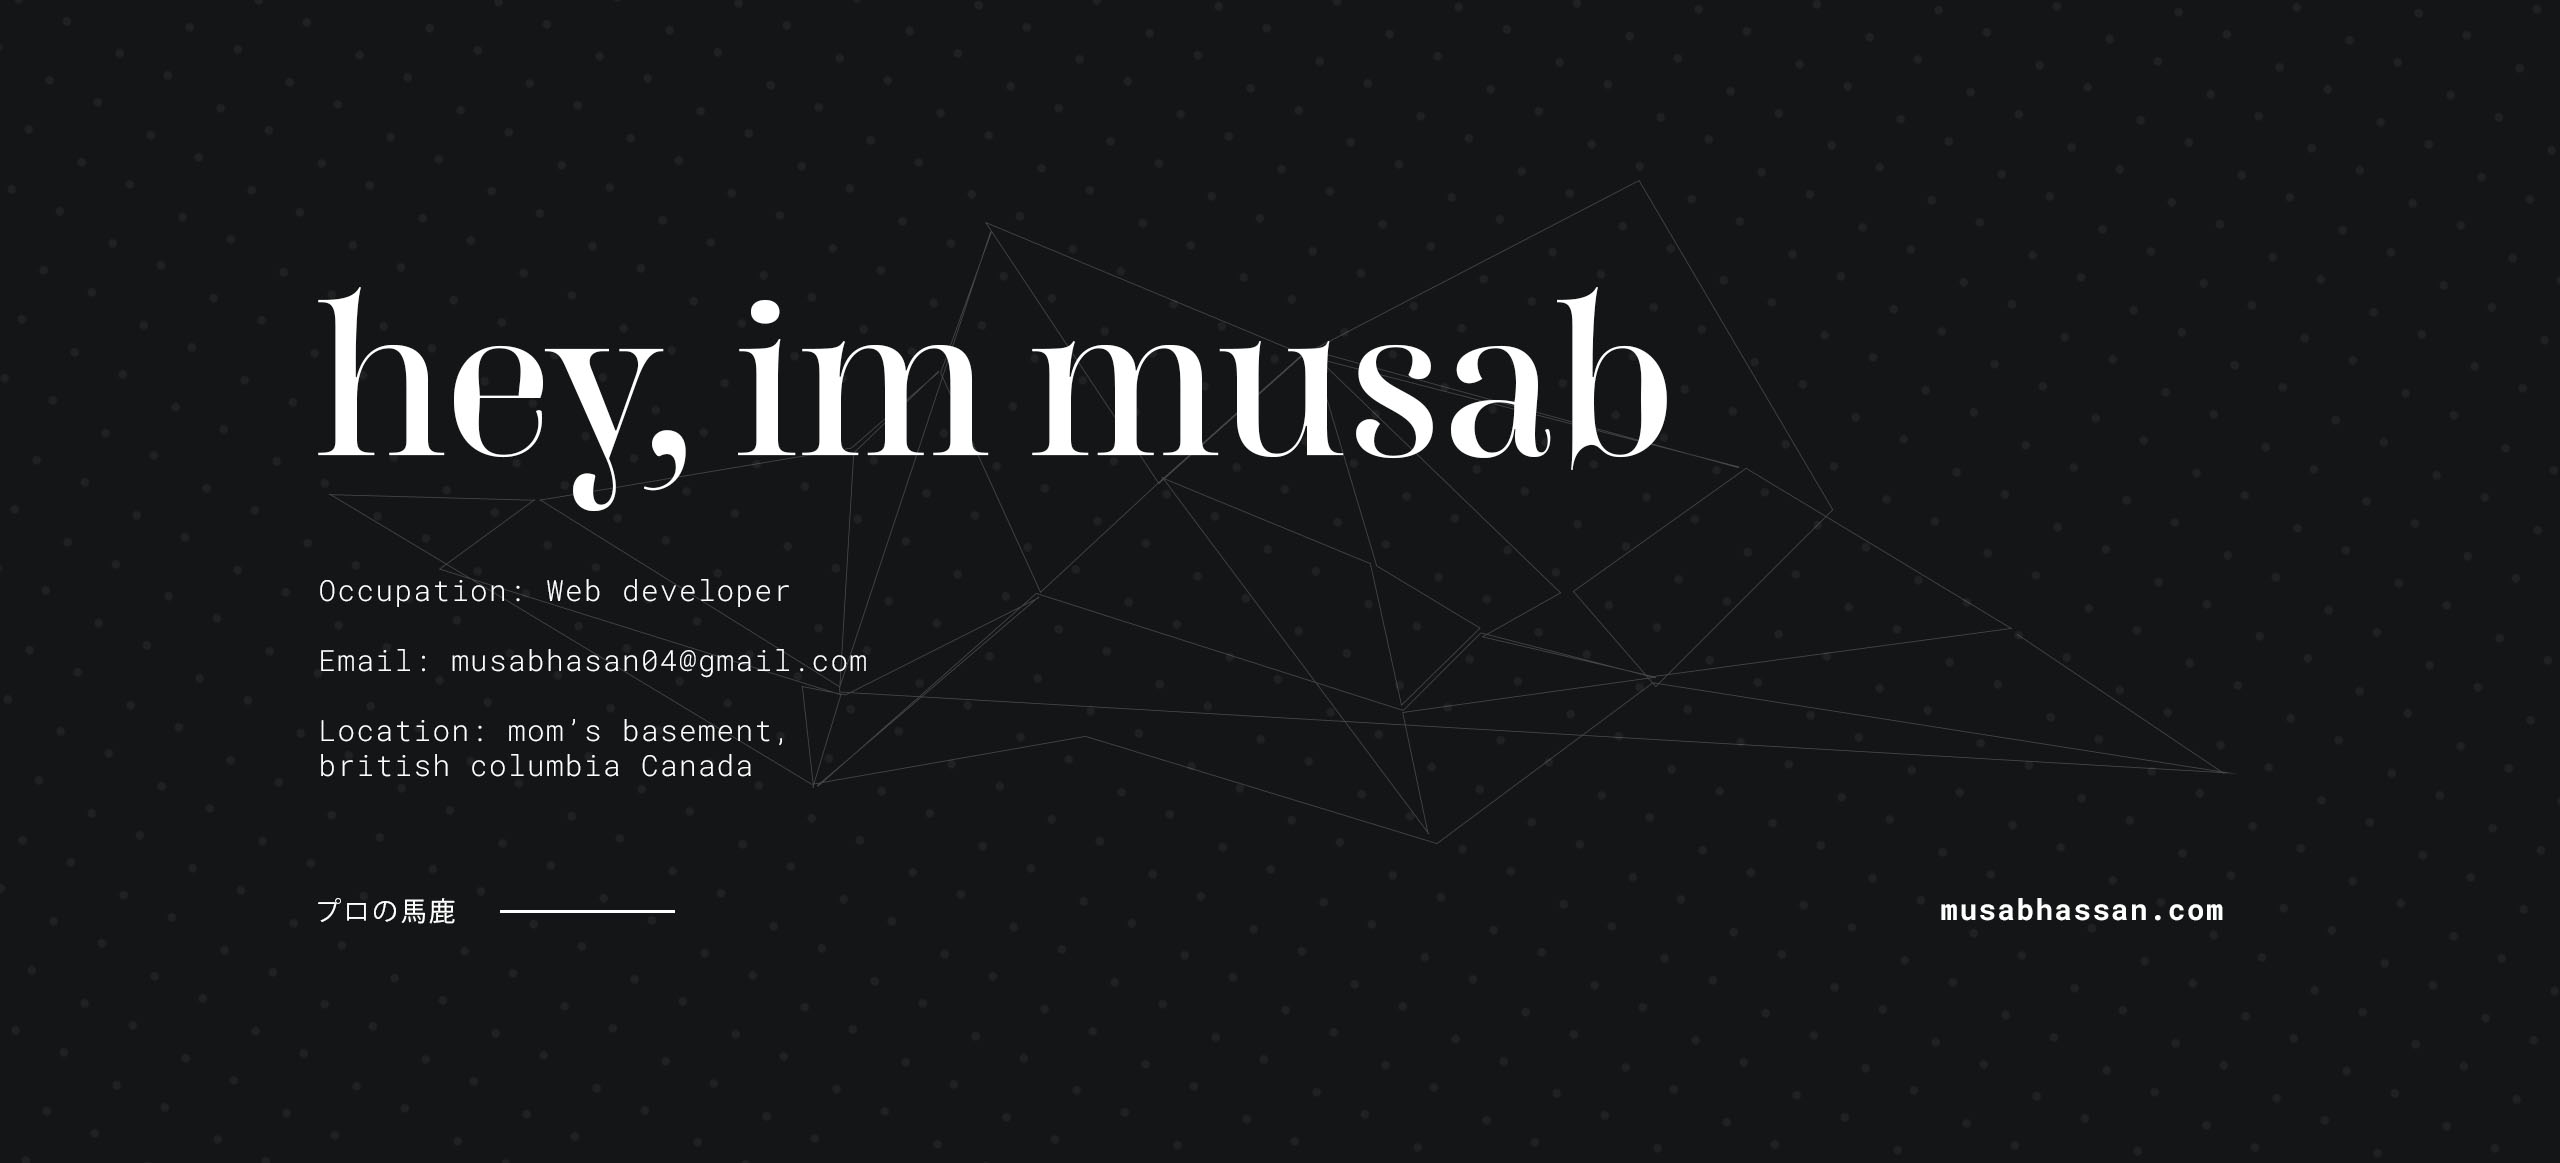 hey, im musab
Occupation: Web developer
Email: musabhasan04@gmail.com
Location: mom’s basement,
british columbia Canada
プロの馬鹿
musabhassan.com